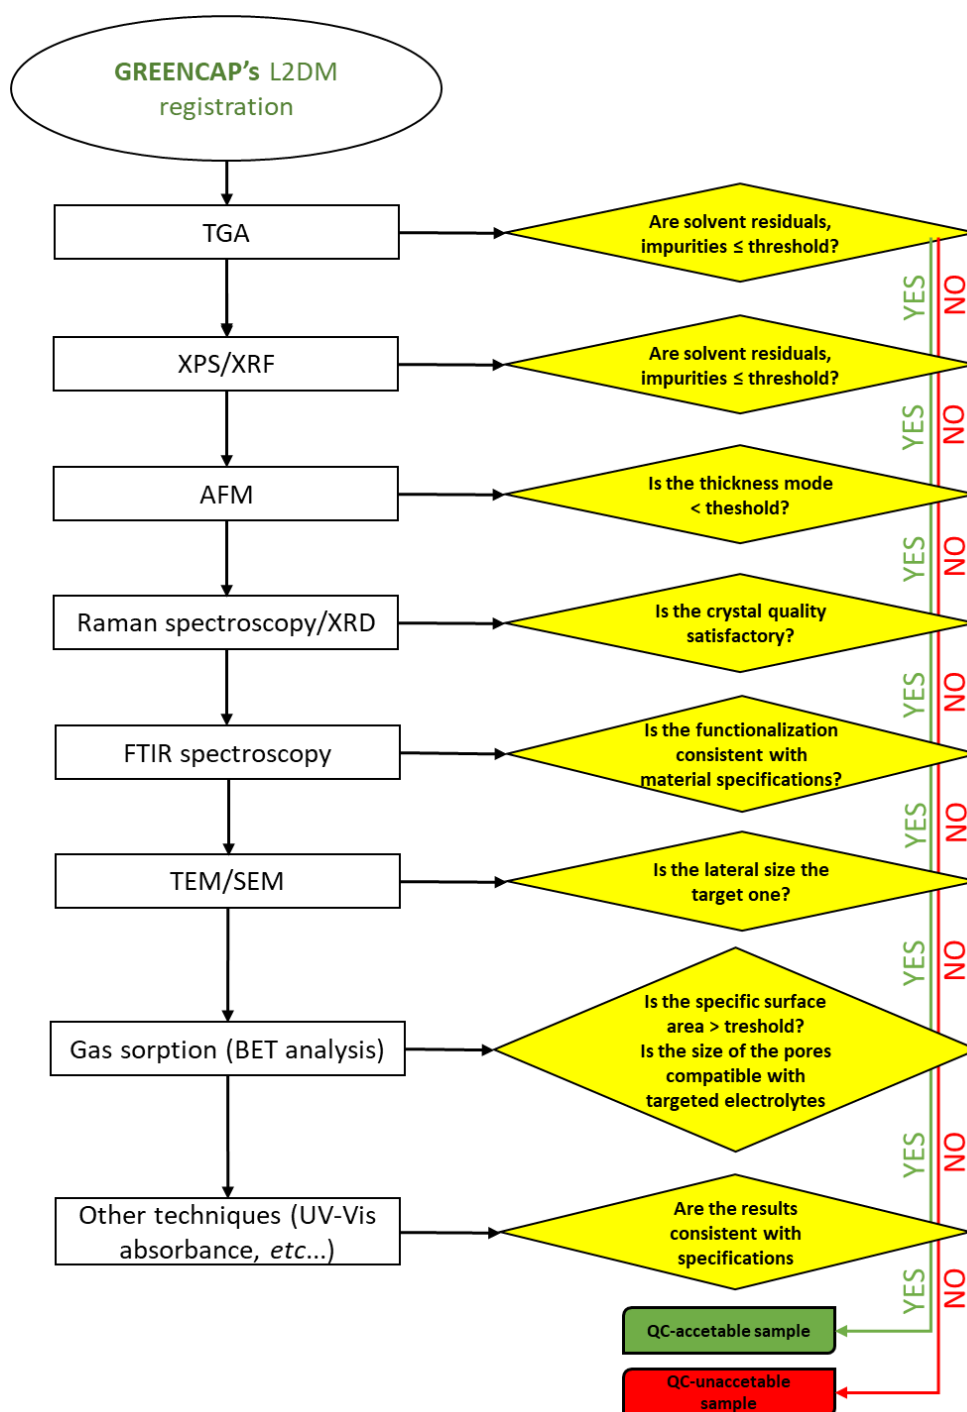 GREENCAP's L2DM
registration
TGA
Are solvent residuals,
impurities ≤ threshold?
YES
NO
XPS/XRF
Are solvent residuals,
impurities ≤ threshold?
YES
NO
AFM
Is the thickness mode
< theshold?
YES
NO
Raman spectroscopy/XRD
Is the crystal quality
satisfactory?
YES
NO
FTIR spectroscopy
Is the functionalization
consistent with
material specifications?
YES
NO
TEM/SEM
Is the lateral size the
target one?
YES
NO
Gas sorption (BET analysis)
Is the specific surface
area > treshold?
Is the size of the pores
compatible with
targeted electrolytes
YES
NO
Other techniques (UV-Vis
absorbance, etc...)
Are the results
consistent with
specifications
YES
NO
QC-accetable sample
QC-unaccetable
sample